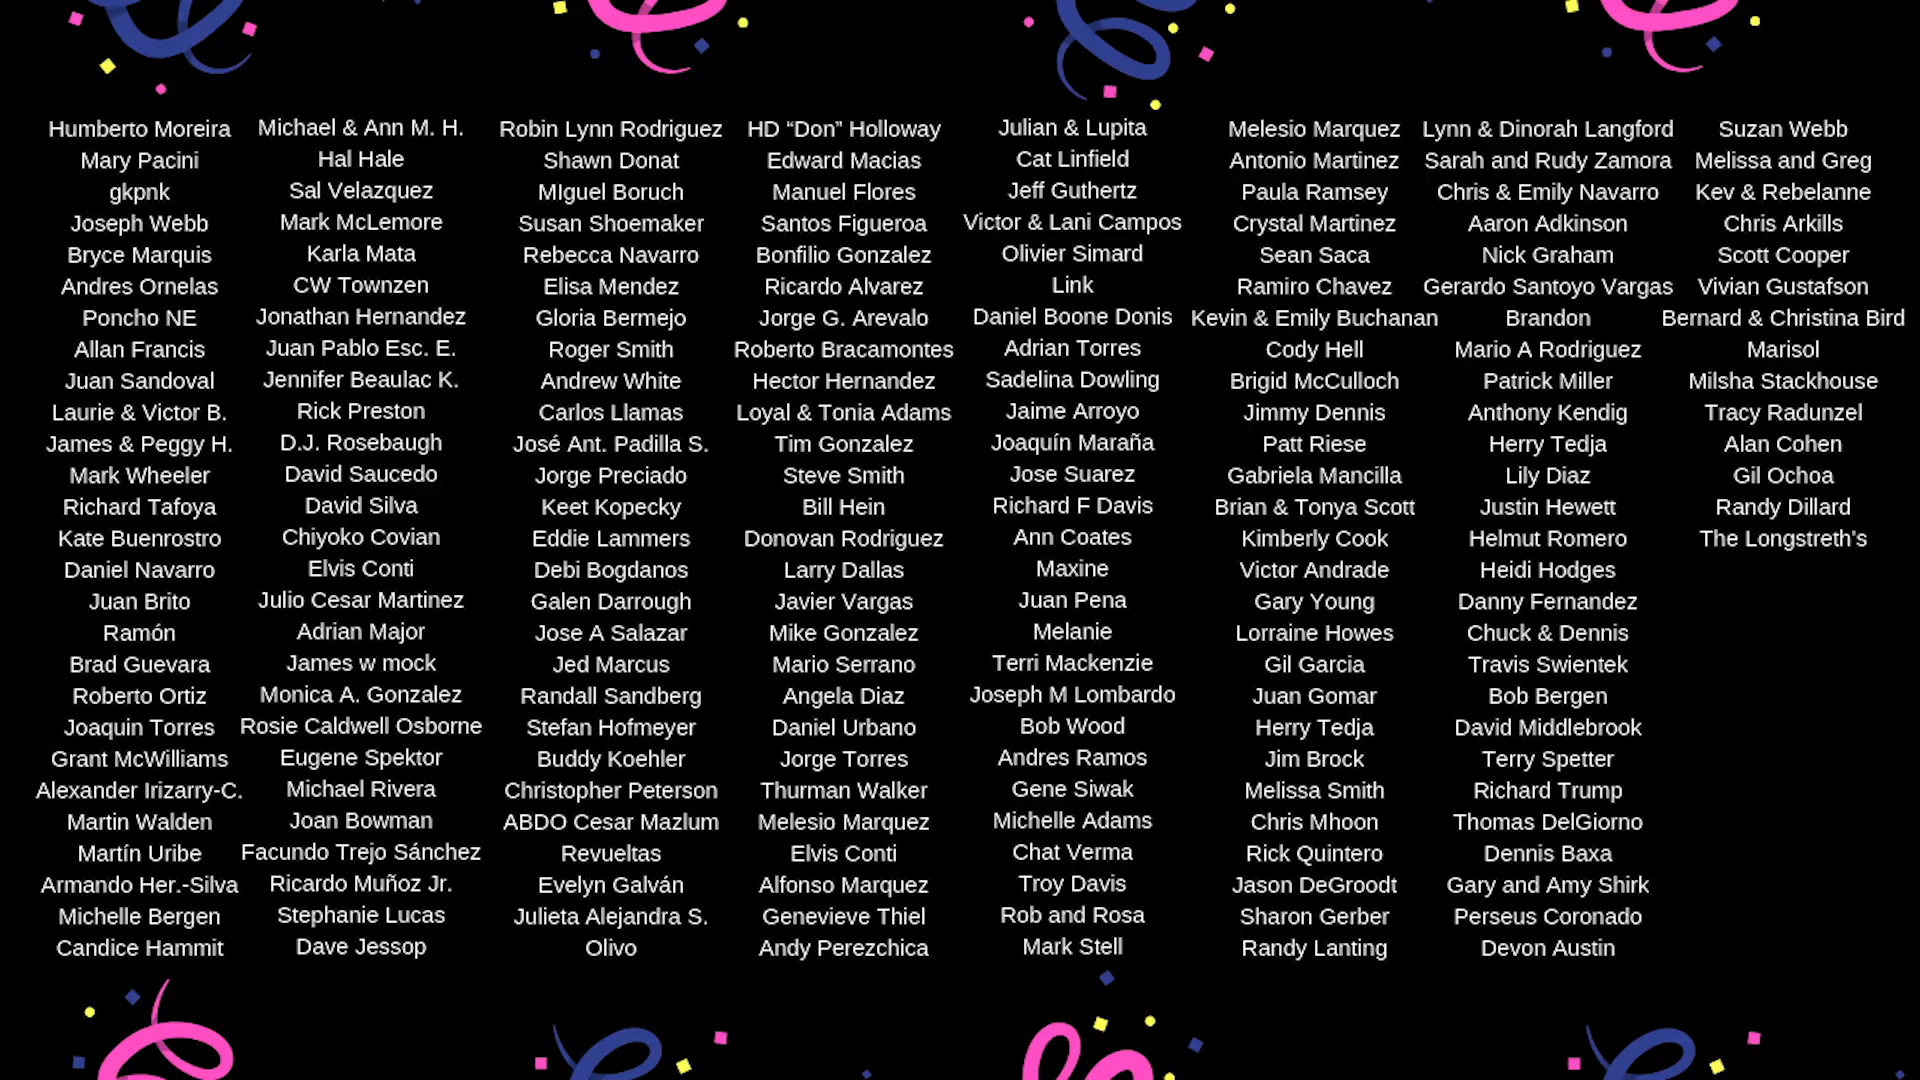 Humberto Moreira
Mary Pacini
gkpnk
Joseph Webb
Bryce Marquis
Andres Ornelas
Poncho NE
Allan Francis
Juan Sandoval
Laurie & Victor B.
James & Peggy H.
Mark Wheeler
Richard Tafoya
Kate Buenrostro
Daniel Navarro
Juan Brito
Ramón
Brad Guevara
Roberto Ortiz
Joaquin Torres
Grant McWilliams
Alexander Irizarry-C.
Martin Walden
Martín Uribe
Armando Her.-Silva
Michelle Bergen
Candice Hammit
Michael & Ann M. H.
Hal Hale
Sal Velazquez
Mark McLemore
Karla Mata
CW Townzen
Jonathan Hernandez
Juan Pablo Esc. E.
Jennifer Beaulac K.
Rick Preston
D.J. Rosebaugh
David Saucedo
David Silva
Chiyoko Covian
Elvis Conti
Julio Cesar Martinez
Adrian Major
James w mock
Monica A. Gonzalez
Rosie Caldwell Osborne
Eugene Spektor
Michael Rivera
Joan Bowman
Facundo Trejo Sánchez
Ricardo Muñoz Jr.
Stephanie Lucas
Dave Jessop
Robin Lynn Rodriguez
Shawn Donat
MIguel Boruch
Susan Shoemaker
Rebecca Navarro
Elisa Mendez
Gloria Bermejo
Roger Smith
Andrew White
Carlos Llamas
José Ant. Padilla S.
Jorge Preciado
Keet Kopecky
Eddie Lammers
Debi Bogdanos
Galen Darrough
Jose A Salazar
Jed Marcus
Randall Sandberg
Stefan Hofmeyer
Buddy Koehler
Christopher Peterson
ABDO Cesar Mazlum
Revueltas
Evelyn Galván
Julieta Alejandra S.
Olivo
HD “Don” Holloway
Edward Macias
Manuel Flores
Santos Figueroa
Bonfilio Gonzalez
Ricardo Alvarez
Jorge G. Arevalo
Roberto Bracamontes
Hector Hernandez
Loyal & Tonia Adams
Tim Gonzalez
Steve Smith
Bill Hein
Donovan Rodriguez
Larry Dallas
Javier Vargas
Mike Gonzalez
Mario Serrano
Angela Diaz
Daniel Urbano
Jorge Torres
Thurman Walker
Melesio Marquez
Elvis Conti
Alfonso Marquez
Genevieve Thiel
Andy Perezchica
Julian & Lupita
Cat Linfield
Jeff Guthertz
Victor & Lani Campos
Olivier Simard
Link
Daniel Boone Donis
Adrian Torres
Sadelina Dowling
Jaime Arroyo
Joaquín Maraña
Jose Suarez
Richard F Davis
Ann Coates
Maxine
Juan Pena
Melanie
Terri Mackenzie
Joseph M Lombardo
Bob Wood
Andres Ramos
Gene Siwak
Michelle Adams
Chat Verma
Troy Davis
Rob and Rosa
Mark Stell
Melesio Marquez
Antonio Martinez
Paula Ramsey
Crystal Martinez
Sean Saca
Ramiro Chavez
Kevin & Emily Buchanan
Cody Hell
Brigid McCulloch
Jimmy Dennis
Patt Riese
Gabriela Mancilla
Brian & Tonya Scott
Kimberly Cook
Victor Andrade
Gary Young
Lorraine Howes
Gil Garcia
Juan Gomar
Herry Tedja
Jim Brock
Melissa Smith
Chris Mhoon
Rick Quintero
Jason DeGroodt
Sharon Gerber
Randy Lanting
Lynn & Dinorah Langford
Sarah and Rudy Zamora
Chris & Emily Navarro
Aaron Adkinson
Nick Graham
Gerardo Santoyo Vargas
Brandon
Mario A Rodriguez
Patrick Miller
Anthony Kendig
Herry Tedja
Lily Diaz
Justin Hewett
Helmut Romero
Heidi Hodges
Danny Fernandez
Chuck & Dennis
Travis Swientek
Bob Bergen
David Middlebrook
Terry Spetter
Richard Trump
Thomas DelGiorno
Dennis Baxa
Gary and Amy Shirk
Perseus Coronado
Devon Austin
Suzan Webb
Melissa and Greg
Kev & Rebelanne
Chris Arkills
Scott Cooper
Vivian Gustafson
Bernard & Christina Bird
Marisol
Milsha Stackhouse
Tracy Radunzel
Alan Cohen
Gil Ochoa
Randy Dillard
The Longstreth's